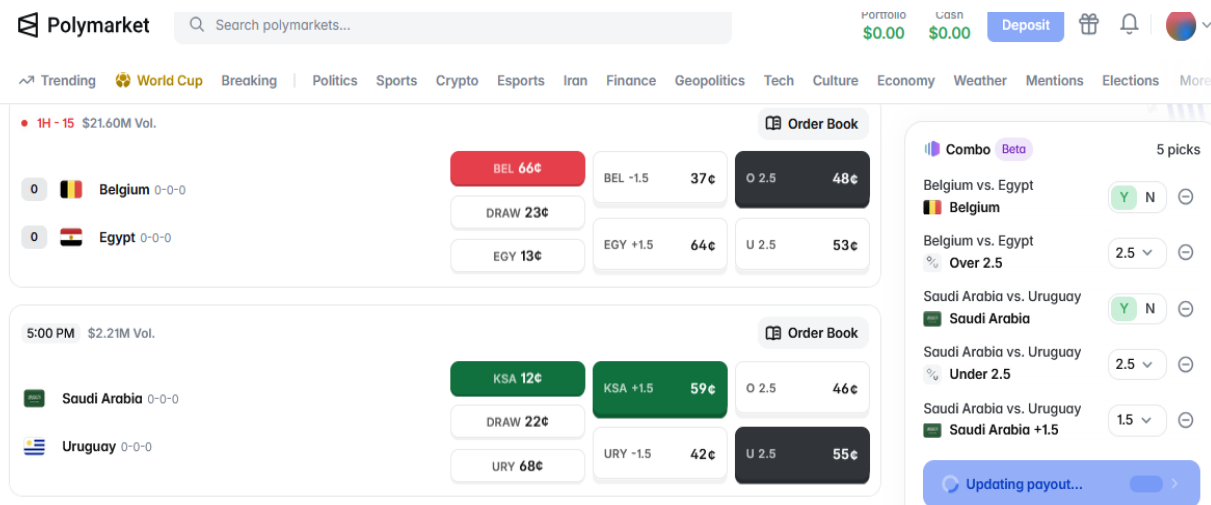 Polymarket
Search polymarkets...
Portfolio
$0.00
Cash
$0.00
Deposit
Trending
World Cup
Breaking
Politics
Sports
Crypto
Esports
Iran
Finance
Geopolitics
Tech
Culture
Economy
Weather
Mentions
Elections
More
1H - 15 $21.60M Vol.
Order Book
0 Belgium 0-0-0
0 Egypt 0-0-0
BEL 66¢
DRAW 23¢
EGY 13¢
BEL -1.5 37¢
EGY +1.5 64¢
O 2.5 48¢
U 2.5 53¢
5:00 PM $2.21M Vol.
Order Book
Saudi Arabia 0-0-0
Uruguay 0-0-0
KSA 12¢
DRAW 22¢
URY 68¢
KSA +1.5 59¢
URY -1.5 42¢
O 2.5 46¢
U 2.5 55¢
Combo Beta 5 picks
Belgium vs. Egypt
Belgium Y N
Belgium vs. Egypt
Over 2.5 2.5
Saudi Arabia vs. Uruguay
Saudi Arabia Y N
Saudi Arabia vs. Uruguay
Under 2.5 2.5
Saudi Arabia vs. Uruguay
Saudi Arabia +1.5 1.5
Updating payout...